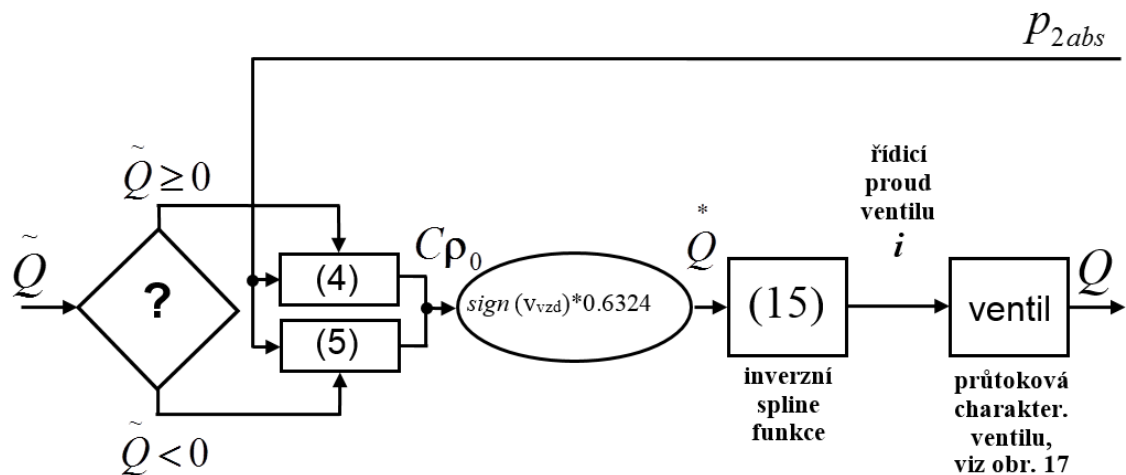 p2abs
Q̃ ≥ 0
řídicí
proud
ventilu
i
Q̃
?
(4)
(5)
Cρ0
sign (vvzd)*0.6324
*
Q
(15)
ventil
Q
Q̃ < 0
inverzní
spline
funkce
průtoková
charakter.
ventilu,
viz obr. 17